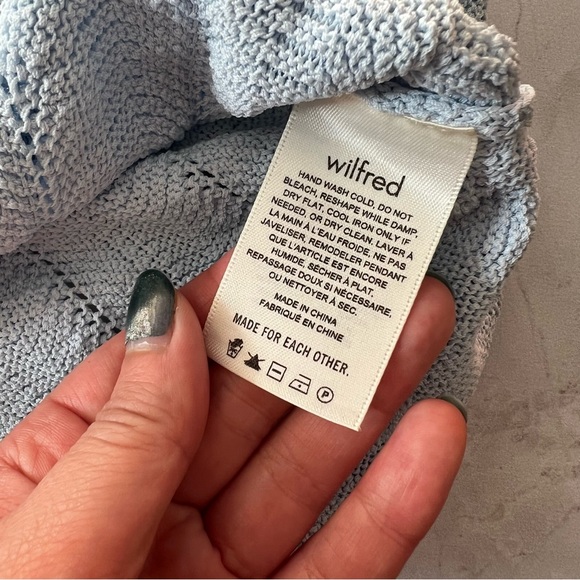 wilfred
HAND WASH COLD, DO NOT
BLEACH, RESHAPE WHILE DAMP,
DRY FLAT, COOL IRON ONLY IF
NEEDED, OR DRY CLEAN. LAVER À
LA MAIN À L'EAU FROIDE, NE PAS
JAVELISER, REMODELER PENDANT
QUE L'ARTICLE EST ENCORE
HUMIDE, SÉCHER À PLAT,
REPASSAGE DOUX SI NÉCESSAIRE,
OU NETTOYER À SEC.
MADE IN CHINA
FABRIQUÉ EN CHINE
MADE FOR EACH OTHER.
P